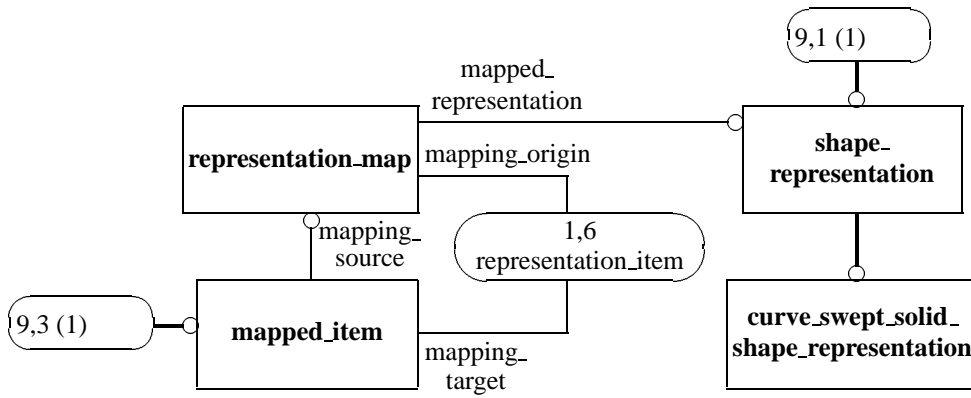 9,1 (1)
mapped_
representation
representation_map
mapping_origin
shape_
representation
mapping_
source
1,6
representation_item
9,3 (1)
mapped_item
mapping_
target
curve_swept_solid_
shape_representation